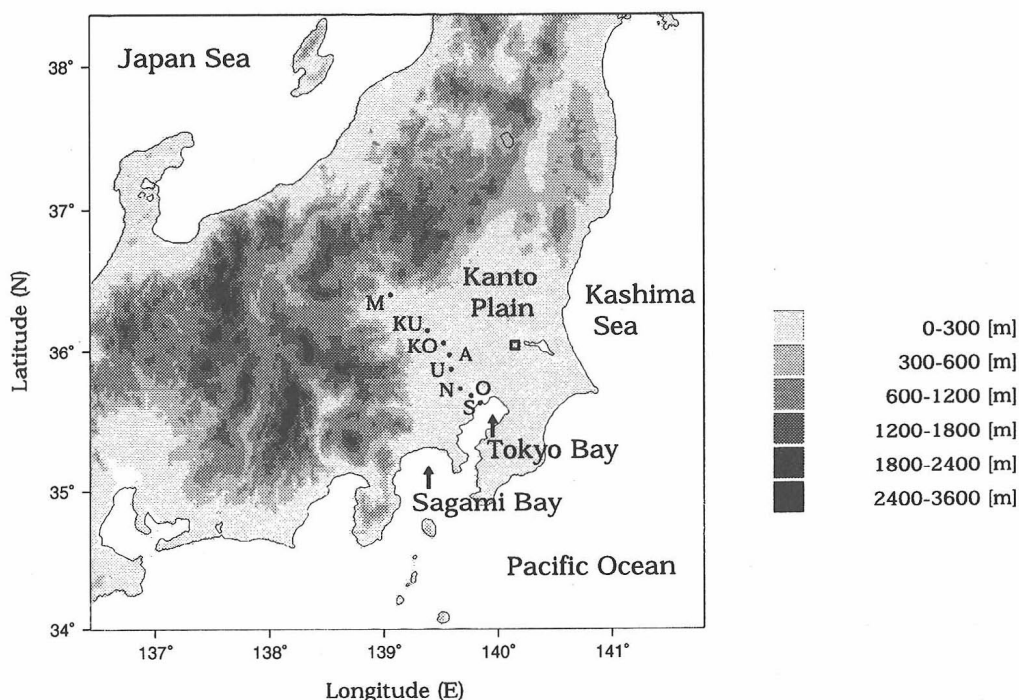 Japan Sea
38°
37°
36°
35°
34°
Latitude (N)
Kanto
Plain
Kashima
Sea
M
KU
KO
A
U
N
O
S
Tokyo Bay
Sagami Bay
Pacific Ocean
137°
138°
139°
140°
141°
Longitude (E)
0-300 [m]
300-600 [m]
600-1200 [m]
1200-1800 [m]
1800-2400 [m]
2400-3600 [m]